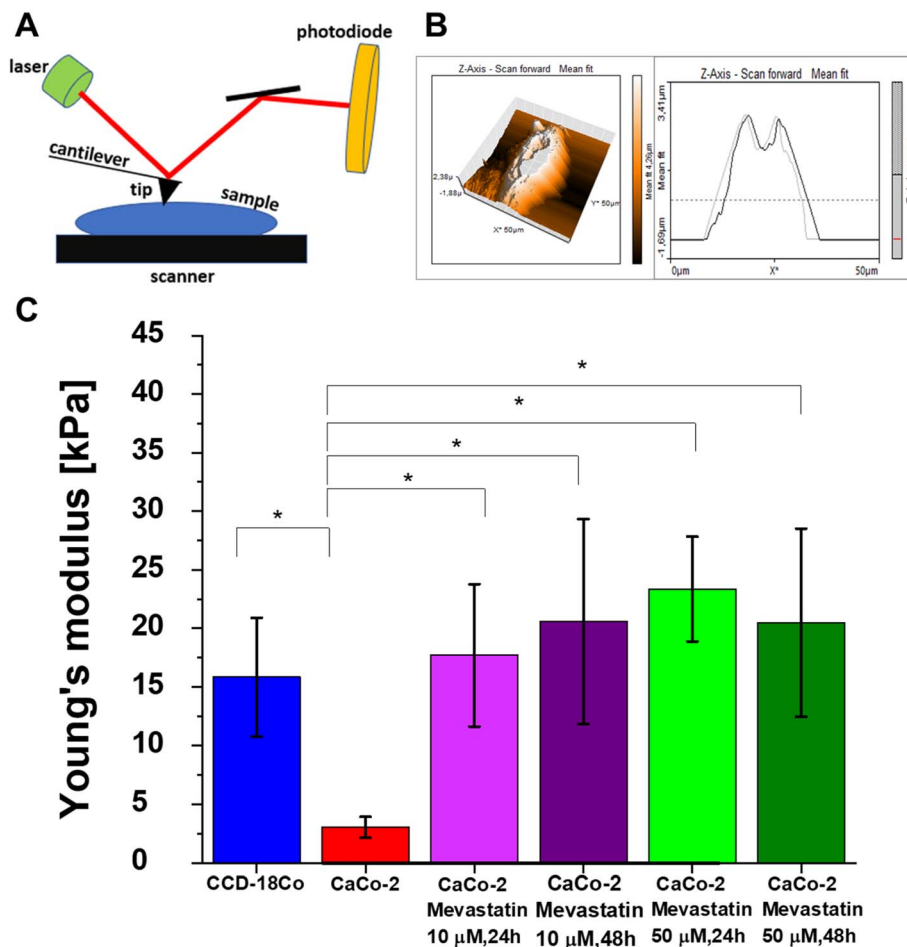 A
photodiode
laser
cantilever
tip
sample
scanner
B
Z-Axis - Scan forward Mean fit
2,38µ
-1,88µ
X* 50µm
Y* 50µm
Mean fit 4,26µm
Z-Axis - Scan forward Mean fit
3,41µm
Mean fit
-1,69µm
0µm
X*
50µm
C
Young's modulus [kPa]
45
40
35
30
25
20
15
10
5
0
*
*
*
*
*
CCD-18Co
CaCo-2
CaCo-2
Mevastatin
10 µM,24h
CaCo-2
Mevastatin
10 µM,48h
CaCo-2
Mevastatin
50 µM,24h
CaCo-2
Mevastatin
50 µM,48h